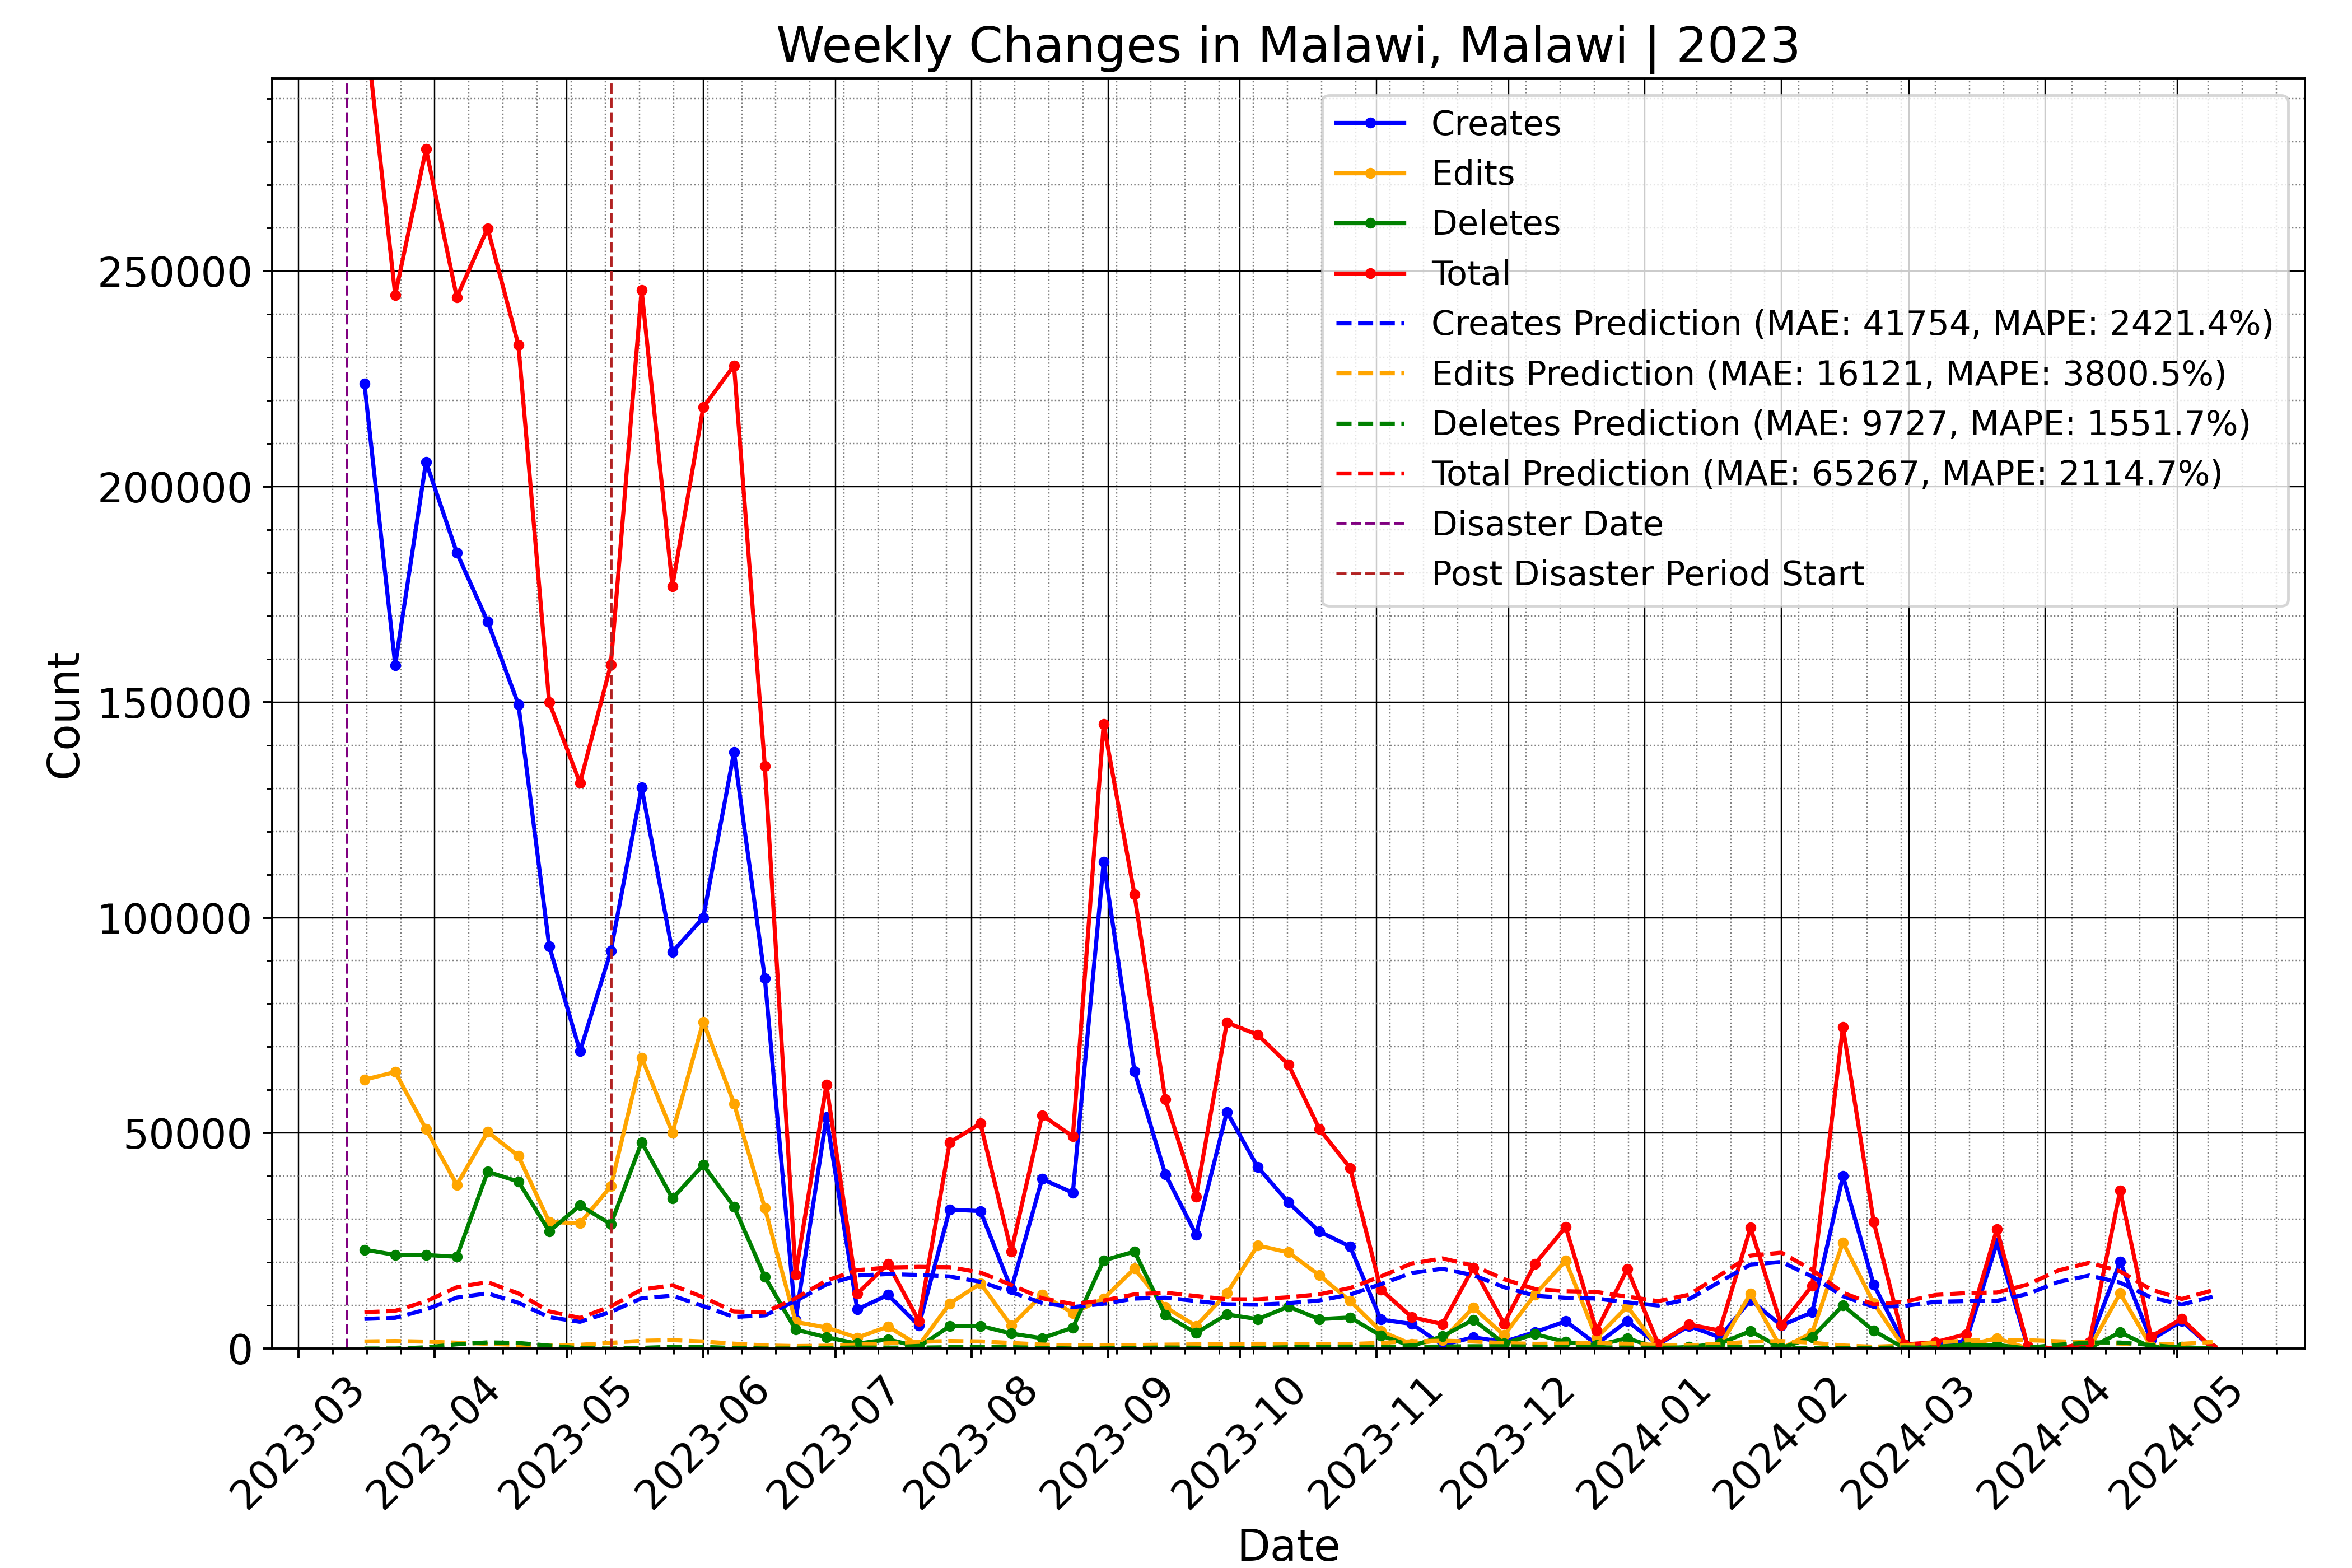 Weekly Changes in Malawi, Malawi | 2023
Creates
Edits
Deletes
Total
Creates Prediction (MAE: 41754, MAPE: 2421.4%)
Edits Prediction (MAE: 16121, MAPE: 3800.5%)
Deletes Prediction (MAE: 9727, MAPE: 1551.7%)
Total Prediction (MAE: 65267, MAPE: 2114.7%)
Disaster Date
Post Disaster Period Start
Count
250000
200000
150000
100000
50000
0
2023-03
2023-04
2023-05
2023-06
2023-07
2023-08
2023-09
2023-10
2023-11
2023-12
2024-01
2024-02
2024-03
2024-04
2024-05
Date